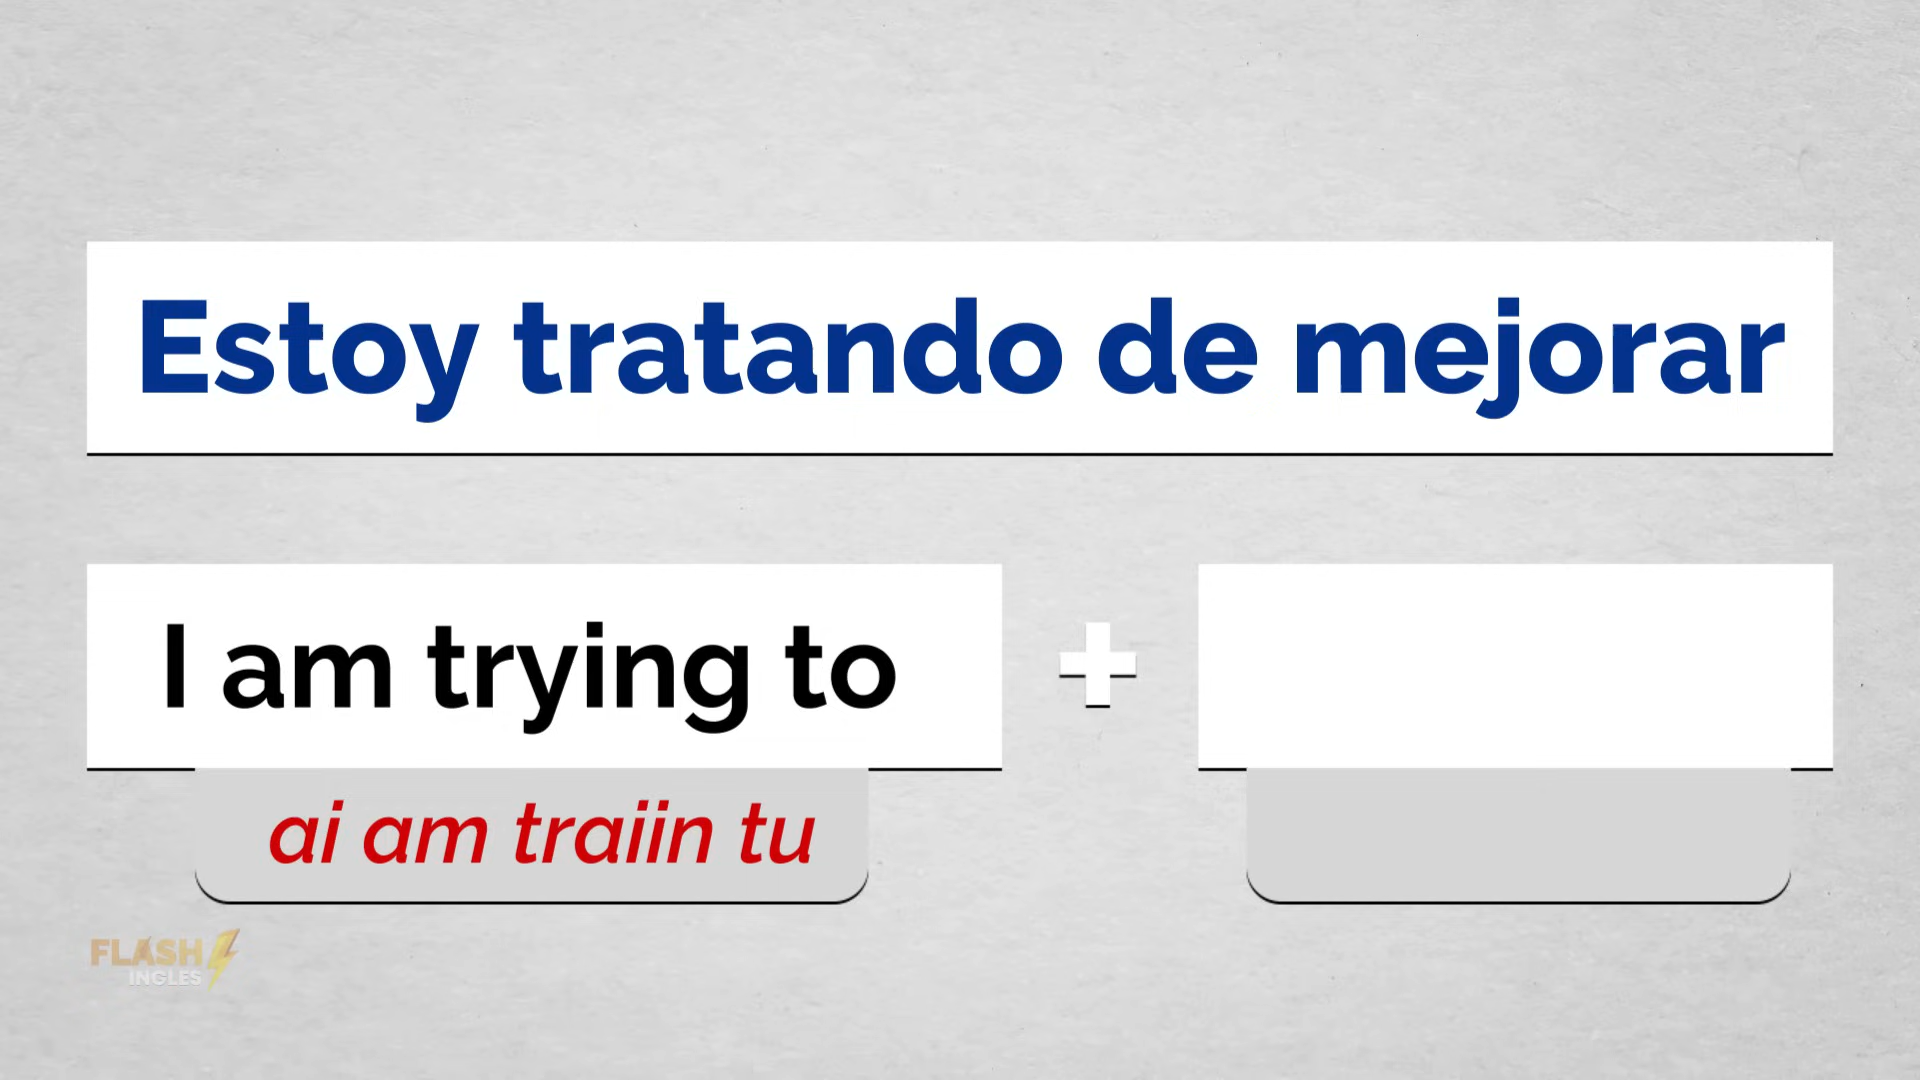 Estoy tratando de mejorar
I am trying to
ai am traiin tu
FLASH
INGLES